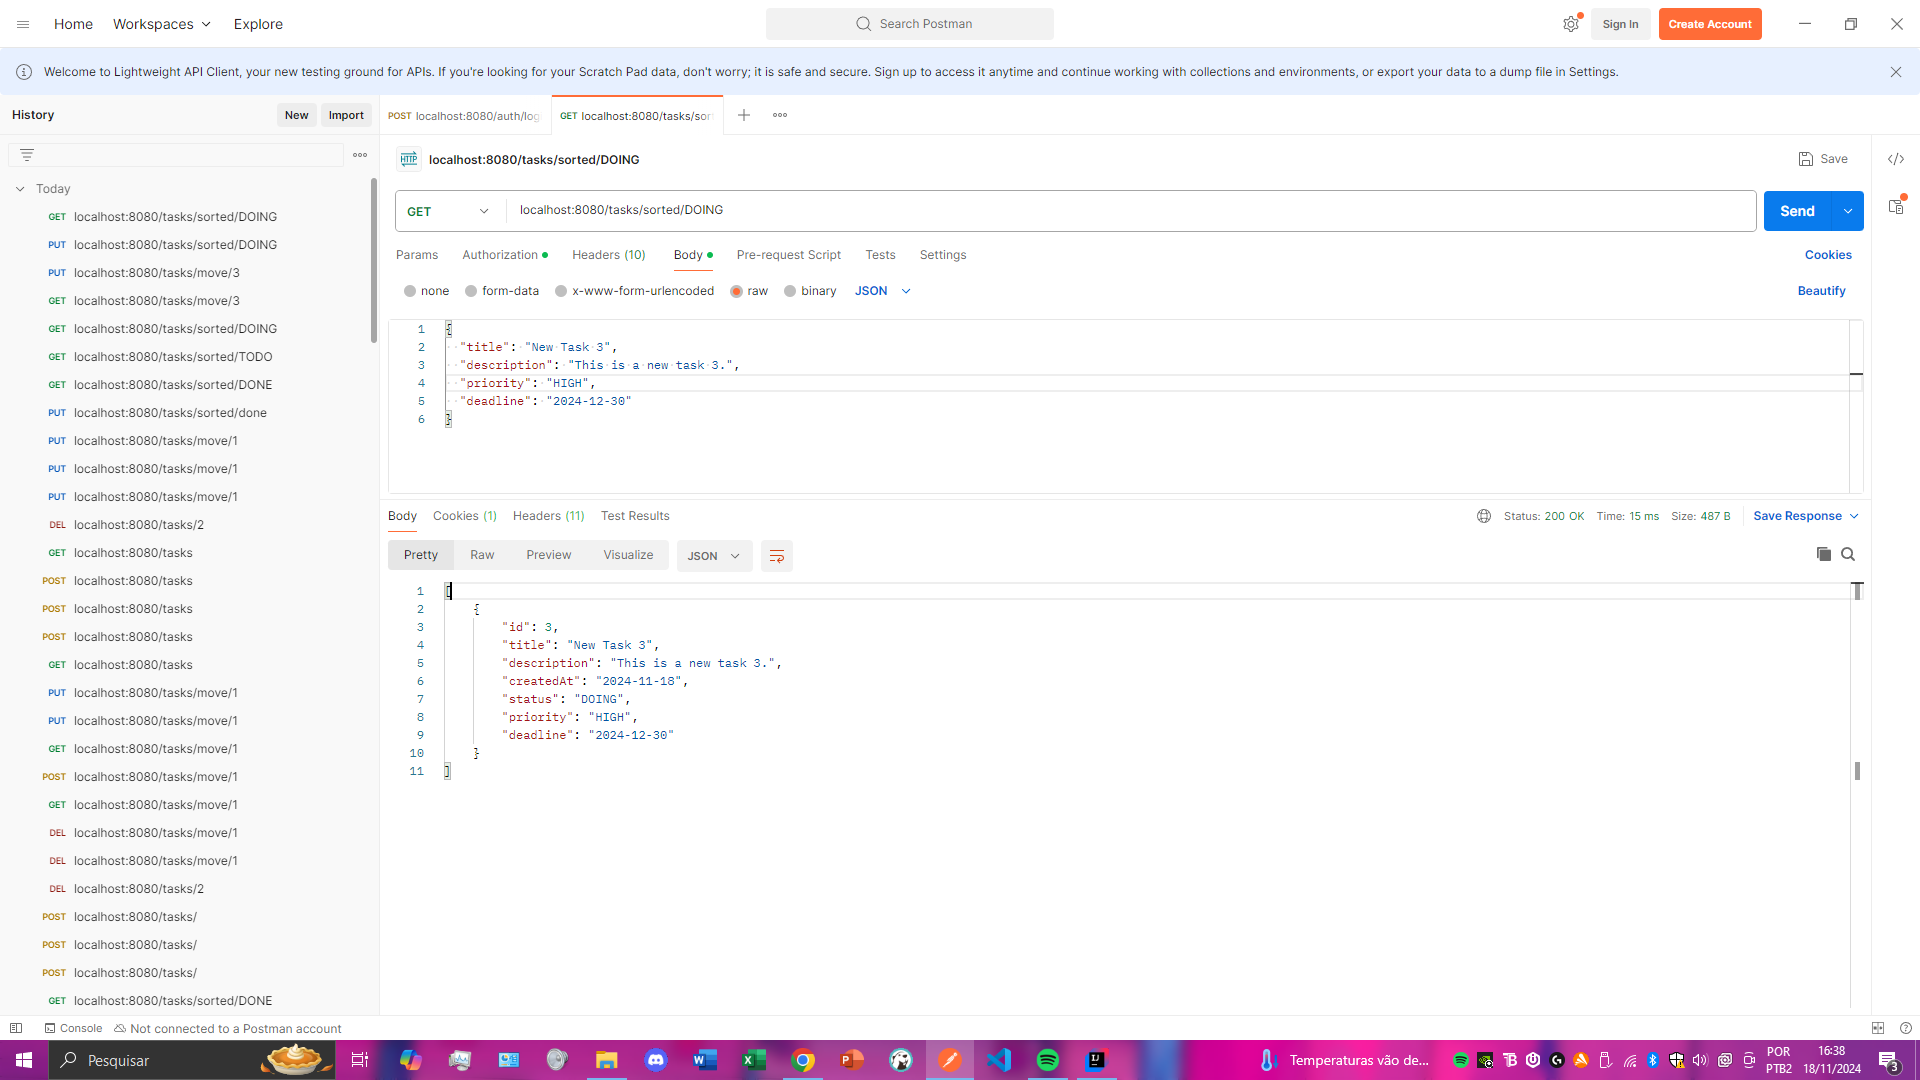 Home Workspaces Explore Search Postman Sign In Create Account
Welcome to Lightweight API Client, your new testing ground for APIs. If you're looking for your Scratch Pad data, don't worry; it is safe and secure. Sign up to access it anytime and continue working with collections and environments, or export your data to a dump file in Settings.
History New Import
Today
GET localhost:8080/tasks/sorted/DOING
PUT localhost:8080/tasks/sorted/DOING
PUT localhost:8080/tasks/move/3
GET localhost:8080/tasks/move/3
GET localhost:8080/tasks/sorted/DOING
GET localhost:8080/tasks/sorted/TODO
GET localhost:8080/tasks/sorted/DONE
PUT localhost:8080/tasks/sorted/done
PUT localhost:8080/tasks/move/1
PUT localhost:8080/tasks/move/1
PUT localhost:8080/tasks/move/1
DEL localhost:8080/tasks/2
GET localhost:8080/tasks
POST localhost:8080/tasks
POST localhost:8080/tasks
POST localhost:8080/tasks
GET localhost:8080/tasks
PUT localhost:8080/tasks/move/1
PUT localhost:8080/tasks/move/1
GET localhost:8080/tasks/move/1
POST localhost:8080/tasks/move/1
GET localhost:8080/tasks/move/1
DEL localhost:8080/tasks/move/1
DEL localhost:8080/tasks/move/1
DEL localhost:8080/tasks/2
POST localhost:8080/tasks/
POST localhost:8080/tasks/
POST localhost:8080/tasks/
GET localhost:8080/tasks/sorted/DONE
POST localhost:8080/auth/log GET localhost:8080/tasks/sor
HTTP localhost:8080/tasks/sorted/DOING Save
GET localhost:8080/tasks/sorted/DOING Send
Params Authorization Headers (10) Body Pre-request Script Tests Settings Cookies
none form-data x-www-form-urlencoded raw binary JSON Beautify
1 {
2 "title": "New Task 3",
3 "description": "This is a new task 3.",
4 "priority": "HIGH",
5 "deadline": "2024-12-30"
6 }
Body Cookies (1) Headers (11) Test Results Status: 200 OK Time: 15 ms Size: 487 B Save Response
Pretty Raw Preview Visualize JSON
1 [
2 {
3 "id": 3,
4 "title": "New Task 3",
5 "description": "This is a new task 3.",
6 "createdAt": "2024-11-18",
7 "status": "DOING",
8 "priority": "HIGH",
9 "deadline": "2024-12-30"
10 }
11 ]
Console Not connected to a Postman account
Pesquisar Temperaturas vão de... POR 16:38
PTB2 18/11/2024 3